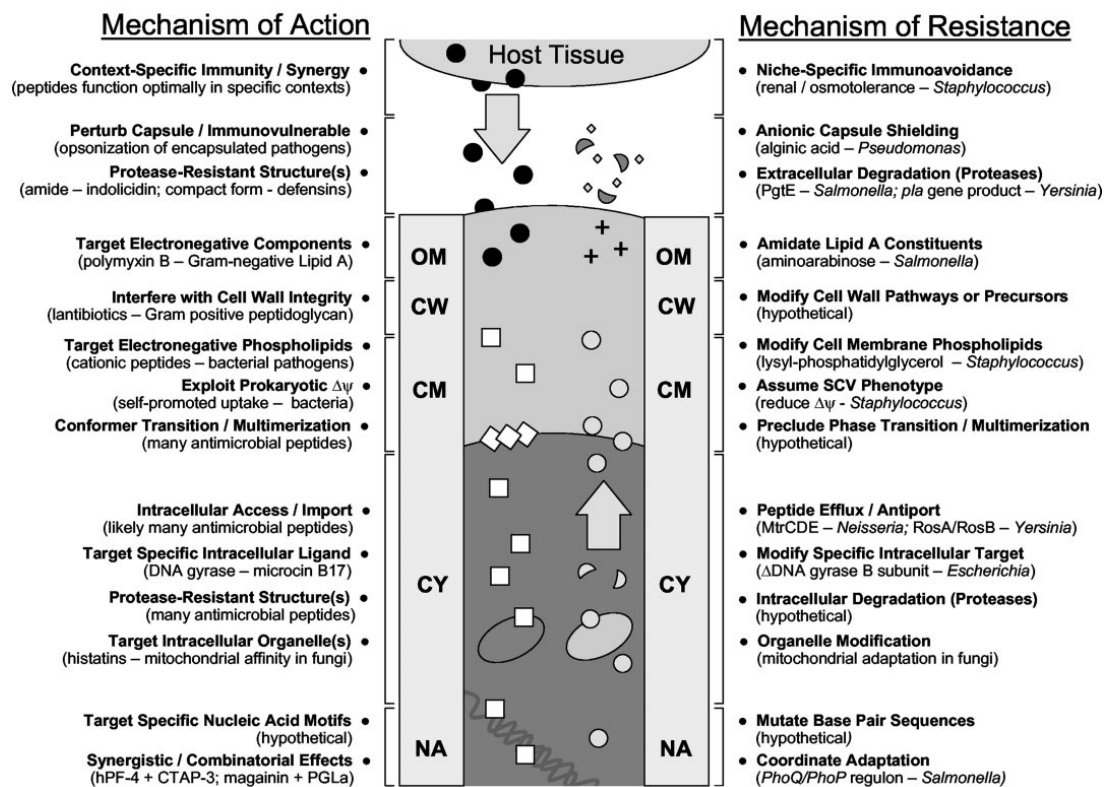 Mechanism of Action
Context-Specific Immunity / Synergy ●
(peptides function optimally in specific contexts)
Perturb Capsule / Immunovulnerable ●
(opsonization of encapsulated pathogens)
Protease-Resistant Structure(s) ●
(amide – indolicidin; compact form - defensins)
Target Electronegative Components ●
(polymyxin B – Gram-negative Lipid A)
Interfere with Cell Wall Integrity ●
(lantibiotics – Gram positive peptidoglycan)
Target Electronegative Phospholipids ●
(cationic peptides – bacterial pathogens)
Exploit Prokaryotic Δψ ●
(self-promoted uptake – bacteria)
Conformer Transition / Multimerization ●
(many antimicrobial peptides)
Intracellular Access / Import ●
(likely many antimicrobial peptides)
Target Specific Intracellular Ligand ●
(DNA gyrase – microcin B17)
Protease-Resistant Structure(s) ●
(many antimicrobial peptides)
Target Intracellular Organelle(s) ●
(histatins – mitochondrial affinity in fungi)
Target Specific Nucleic Acid Motifs ●
(hypothetical)
Synergistic / Combinatorial Effects ●
(hPF-4 + CTAP-3; magainin + PGLa)
Host Tissue
OM
OM
+ + + +
CW
CW
CM
CM
CY
CY
NA
NA
Mechanism of Resistance
● Niche-Specific Immunoavoidance
(renal / osmotolerance – Staphylococcus)
● Anionic Capsule Shielding
(alginic acid – Pseudomonas)
● Extracellular Degradation (Proteases)
(PgtE – Salmonella; pla gene product – Yersinia)
● Amidate Lipid A Constituents
(aminoarabinose – Salmonella)
● Modify Cell Wall Pathways or Precursors
(hypothetical)
● Modify Cell Membrane Phospholipids
(lysyl-phosphatidylglycerol – Staphylococcus)
● Assume SCV Phenotype
(reduce Δψ - Staphylococcus)
● Preclude Phase Transition / Multimerization
(hypothetical)
● Peptide Efflux / Antiport
(MtrCDE – Neisseria; RosA/RosB – Yersinia)
● Modify Specific Intracellular Target
(ΔDNA gyrase B subunit – Escherichia)
● Intracellular Degradation (Proteases)
(hypothetical)
● Organelle Modification
(mitochondrial adaptation in fungi)
● Mutate Base Pair Sequences
(hypothetical)
● Coordinate Adaptation
(PhoQ/PhoP regulon – Salmonella)